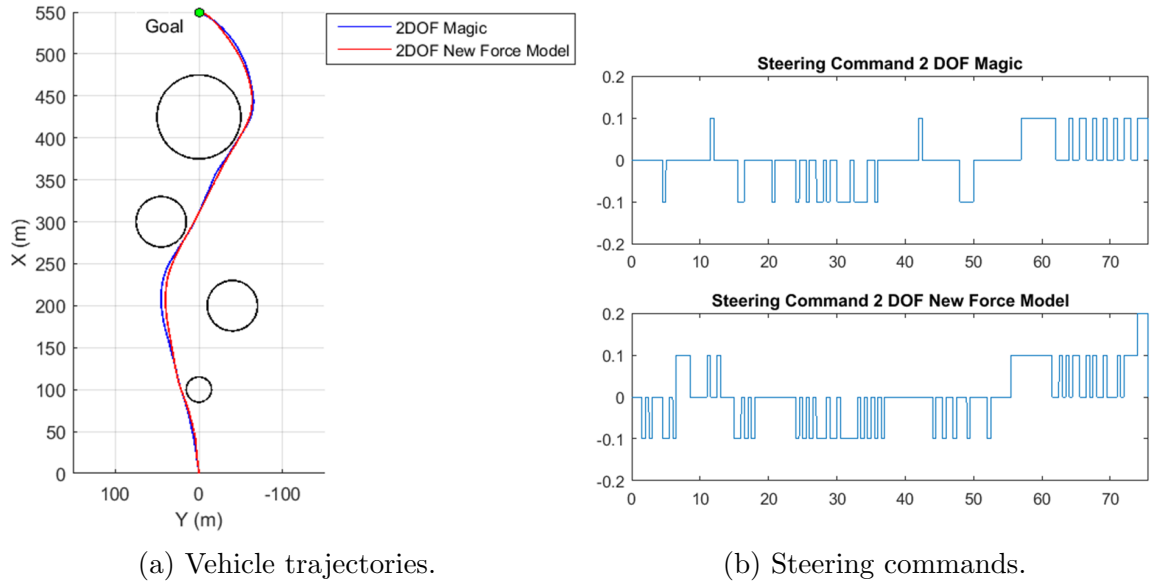 550
500
450
400
350
300
250
200
150
100
50
0
X (m)
100 0 -100
Y (m)
Goal
2DOF Magic
2DOF New Force Model
(a) Vehicle trajectories.
Steering Command 2 DOF Magic
0.2
0.1
0
-0.1
-0.2
0 10 20 30 40 50 60 70
Steering Command 2 DOF New Force Model
0.2
0.1
0
-0.1
-0.2
0 10 20 30 40 50 60 70
(b) Steering commands.